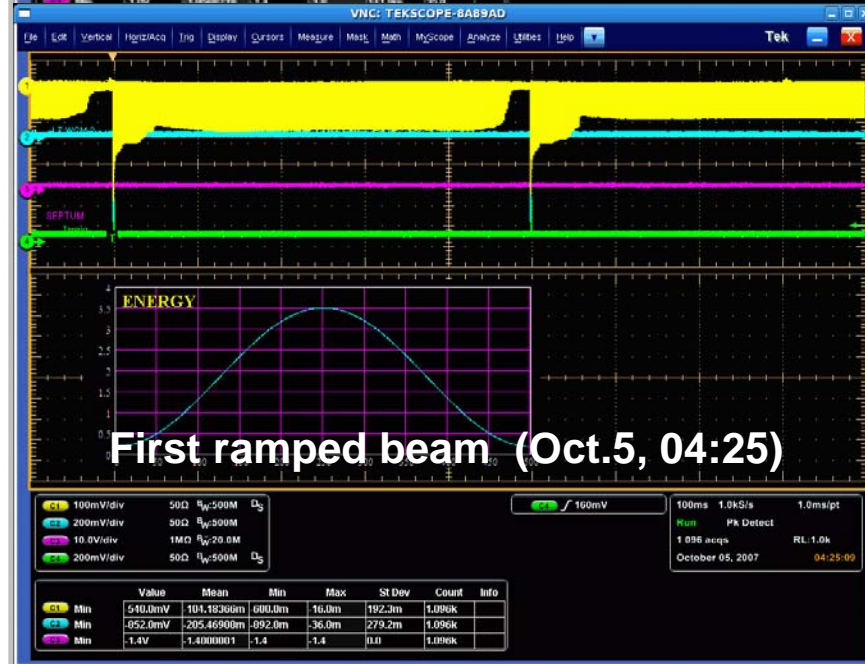 VNC: TEKSCOPE-8A89AD
File Edit Vertical Horiz/Acq Trig Display Cursors Measure Mask Math MyScope Analyze Utilities Help Tek
1
2
3
SEPTUM
4
ENERGY
4
3.5
3
2.5
2
1.5
1
0.5
First ramped beam (Oct.5, 04:25)
C1 100mV/div 50Ω BW:500M DS
C2 200mV/div 50Ω BW:500M
C3 10.0V/div 1MΩ BW:20.0M
C4 200mV/div 50Ω BW:500M DS
C4 160mV
100ms 1.0kS/s 1.0ms/pt
Run Pk Detect
1 096 acqs RL:1.0k
October 05, 2007 04:25:09
Value Mean Min Max St Dev Count Info
C1 Min -540.0mV -104.18366m -600.0m -16.0m 192.3m 1.096k
C2 Min -852.0mV -205.46900m -892.0m -36.0m 279.2m 1.096k
C3 Min -1.4V -1.4000001 -1.4 -1.4 0.0 1.096k